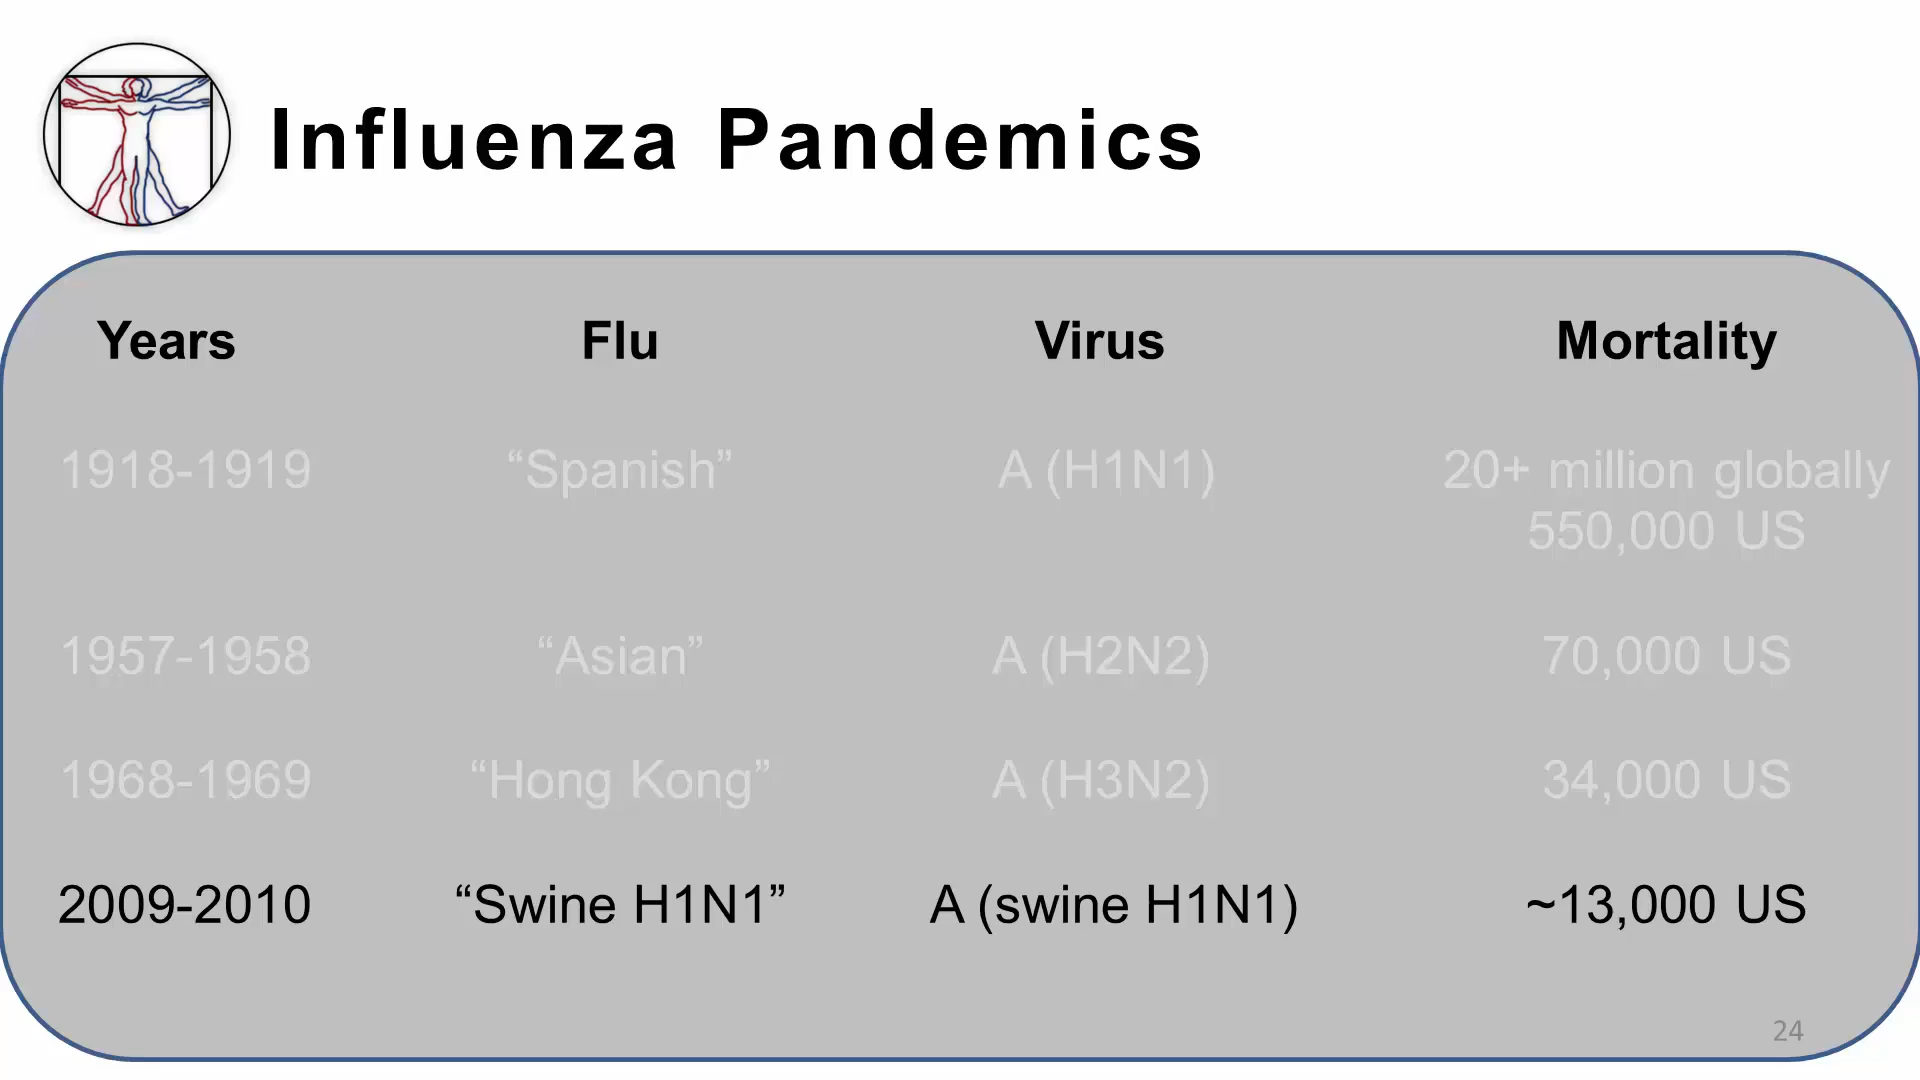 Influenza Pandemics
Years Flu Virus Mortality
1918-1919 “Spanish” A (H1N1) 20+ million globally
550,000 US
1957-1958 “Asian” A (H2N2) 70,000 US
1968-1969 “Hong Kong” A (H3N2) 34,000 US
2009-2010 “Swine H1N1” A (swine H1N1) ~13,000 US
24